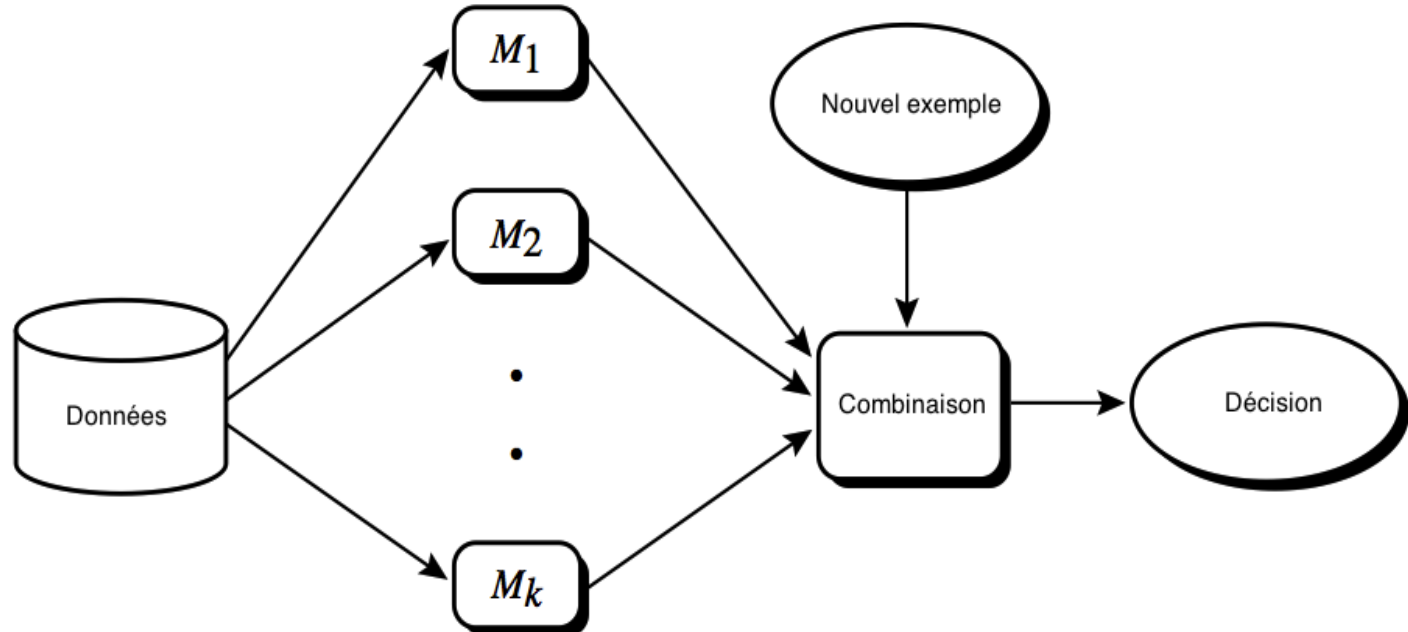 M1
Nouvel exemple
M2
Données
Combinaison
Décision
Mk